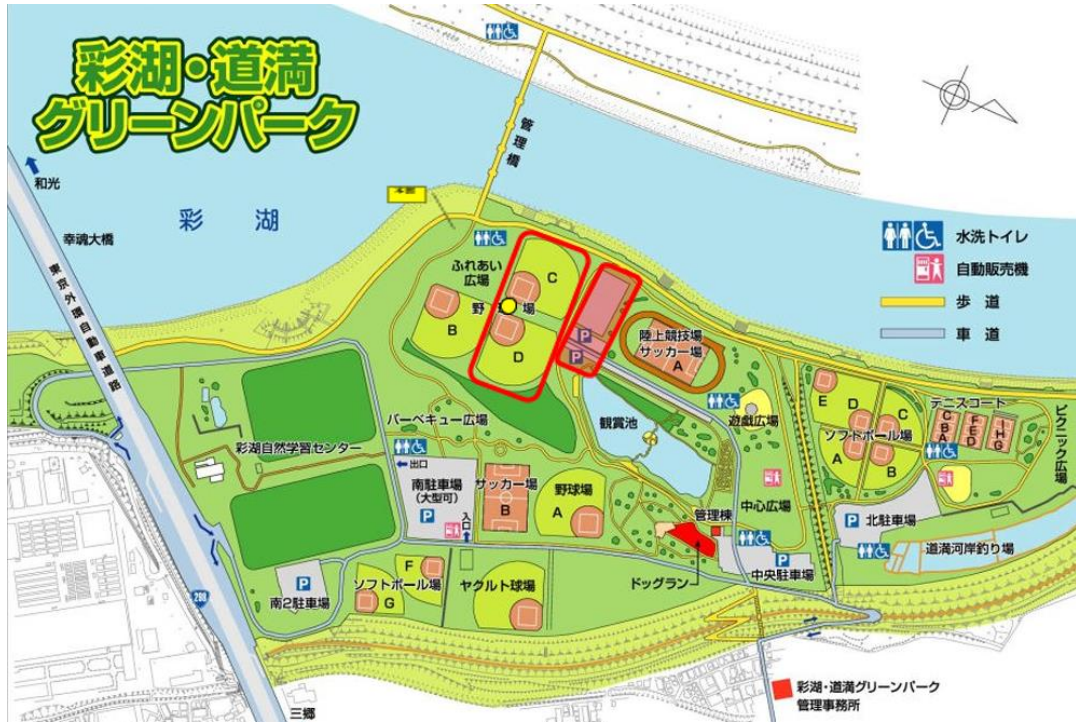 彩湖・道満
グリーンパーク
和光
彩湖
幸魂大橋
東京外環自動車道路
管理橋
水洗トイレ
自動販売機
歩道
車道
ふれあい
広場
野
場
C
B
D
P
P
陸上競技場
サッカー場
A
遊戯広場
観賞池
バーベキュー広場
彩湖自然学習センター
出口
南駐車場
(大型可)
P
入口
サッカー場
B
野球場
A
管理棟
中心広場
ドッグラン
P
中央駐車場
E
D
C
ソフトボール場
A
B
テニスコート
C
B
A
F
E
D
I
H
G
ピクニック広場
P
北駐車場
道満河岸釣り場
P
南2駐車場
ソフトボール場
F
G
ヤクルト球場
298
三郷
彩湖・道満グリーンパーク
管理事務所